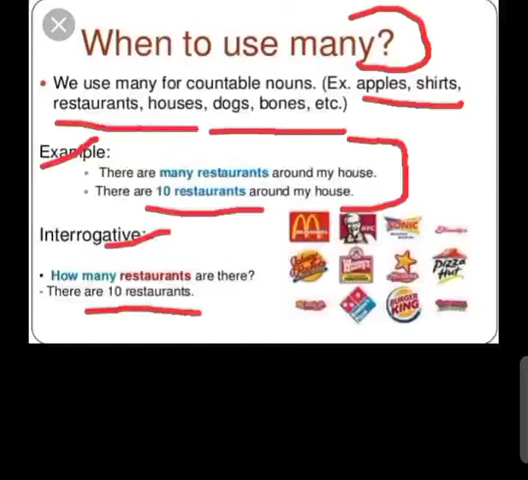 When to use many?
• We use many for countable nouns. (Ex. apples, shirts,
restaurants, houses, dogs, bones, etc.)
Example:
• There are many restaurants around my house.
• There are 10 restaurants around my house.
Interrogative:
• How many restaurants are there?
- There are 10 restaurants.
KFC
SONIC
Pizza
Hut
BURGER
KING